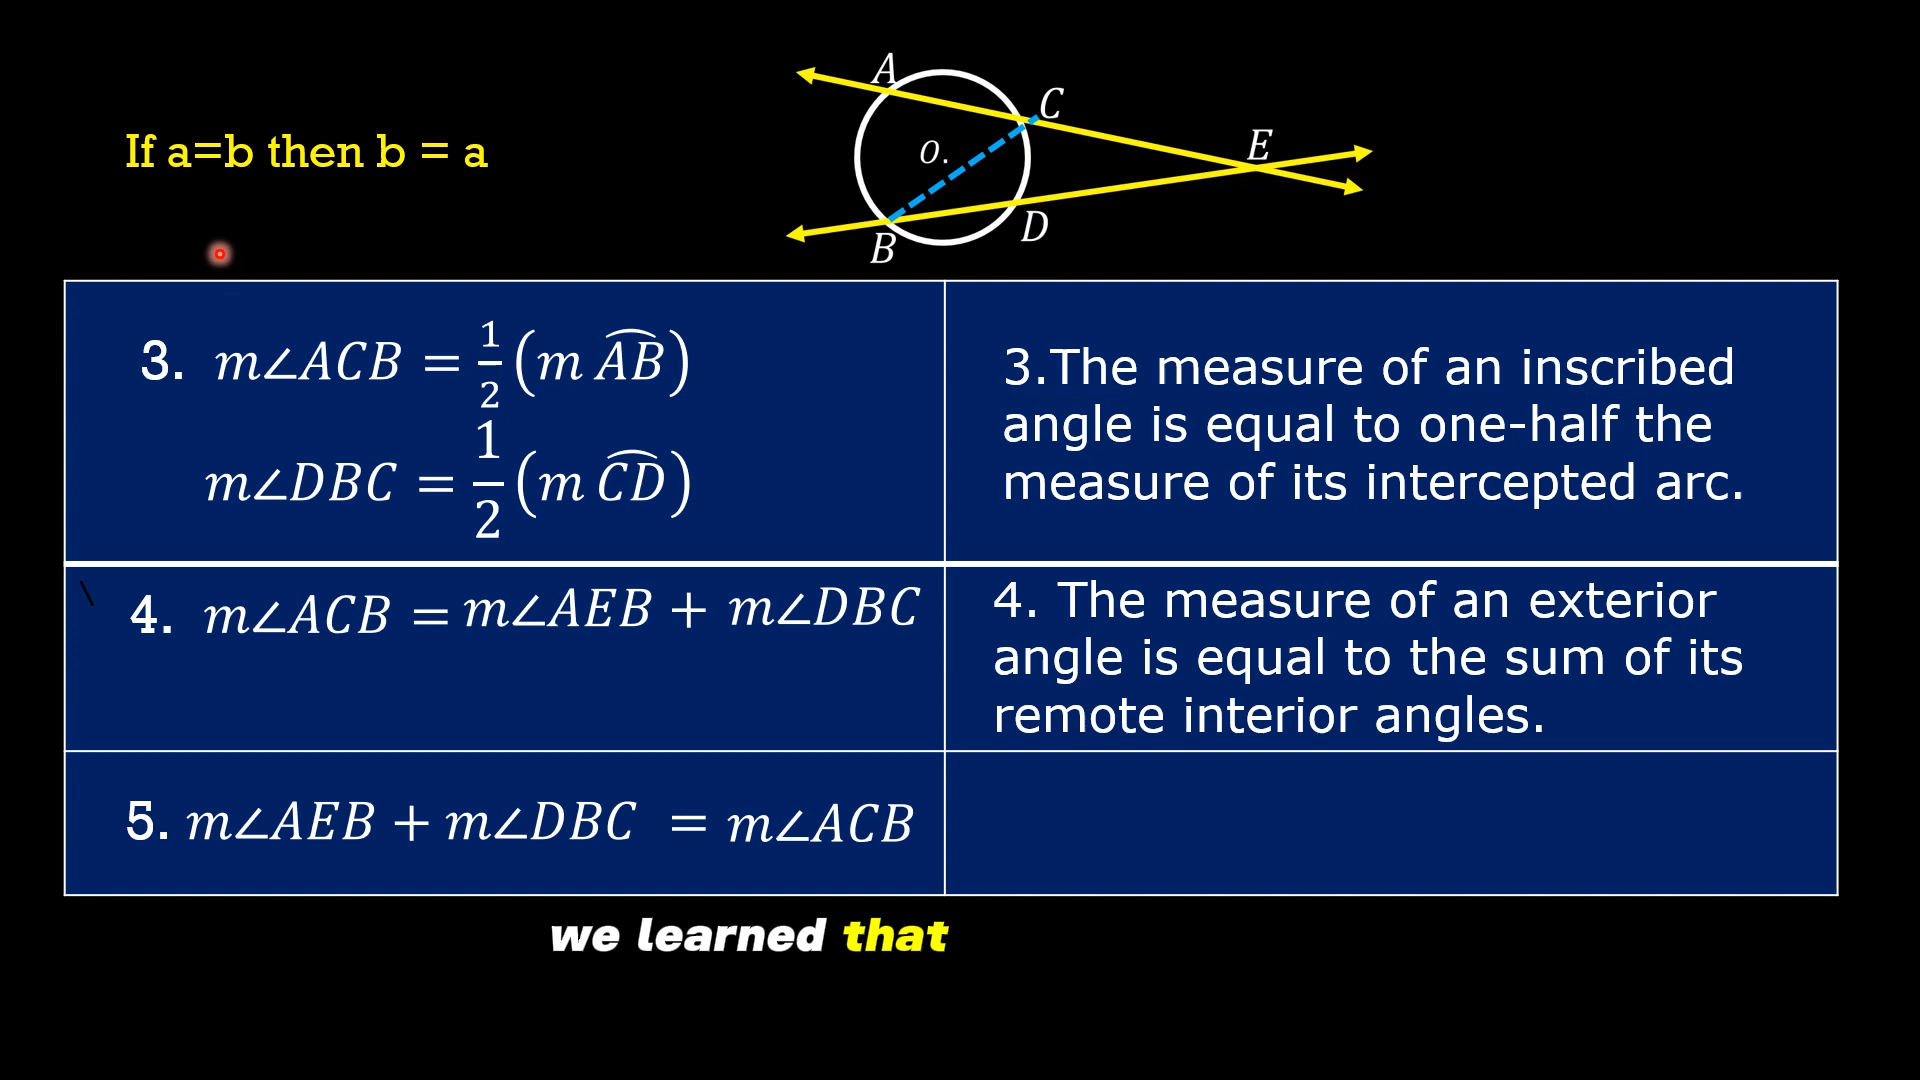 A
C
If a=b then b = a
O.
E
B
D
3. m∠ACB = 1/2 (m A͡B)
m∠DBC = 1/2 (m C͡D)
3.The measure of an inscribed
angle is equal to one-half the
measure of its intercepted arc.
4. m∠ACB = m∠AEB + m∠DBC
4. The measure of an exterior
angle is equal to the sum of its
remote interior angles.
5. m∠AEB + m∠DBC = m∠ACB
we learned that